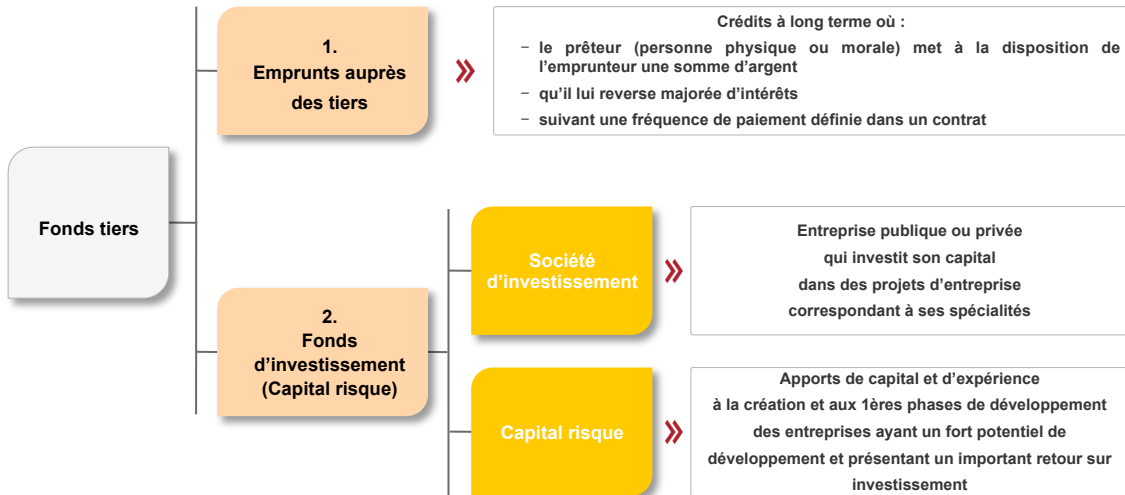 Fonds tiers
1.
Emprunts auprès
des tiers
Crédits à long terme où :
− le prêteur (personne physique ou morale) met à la disposition de
l’emprunteur une somme d’argent
− qu’il lui reverse majorée d’intérêts
− suivant une fréquence de paiement définie dans un contrat
2.
Fonds
d’investissement
(Capital risque)
Société
d’investissement
Entreprise publique ou privée
qui investit son capital
dans des projets d’entreprise
correspondant à ses spécialités
Capital risque
Apports de capital et d’expérience
à la création et aux 1ères phases de développement
des entreprises ayant un fort potentiel de
développement et présentant un important retour sur
investissement